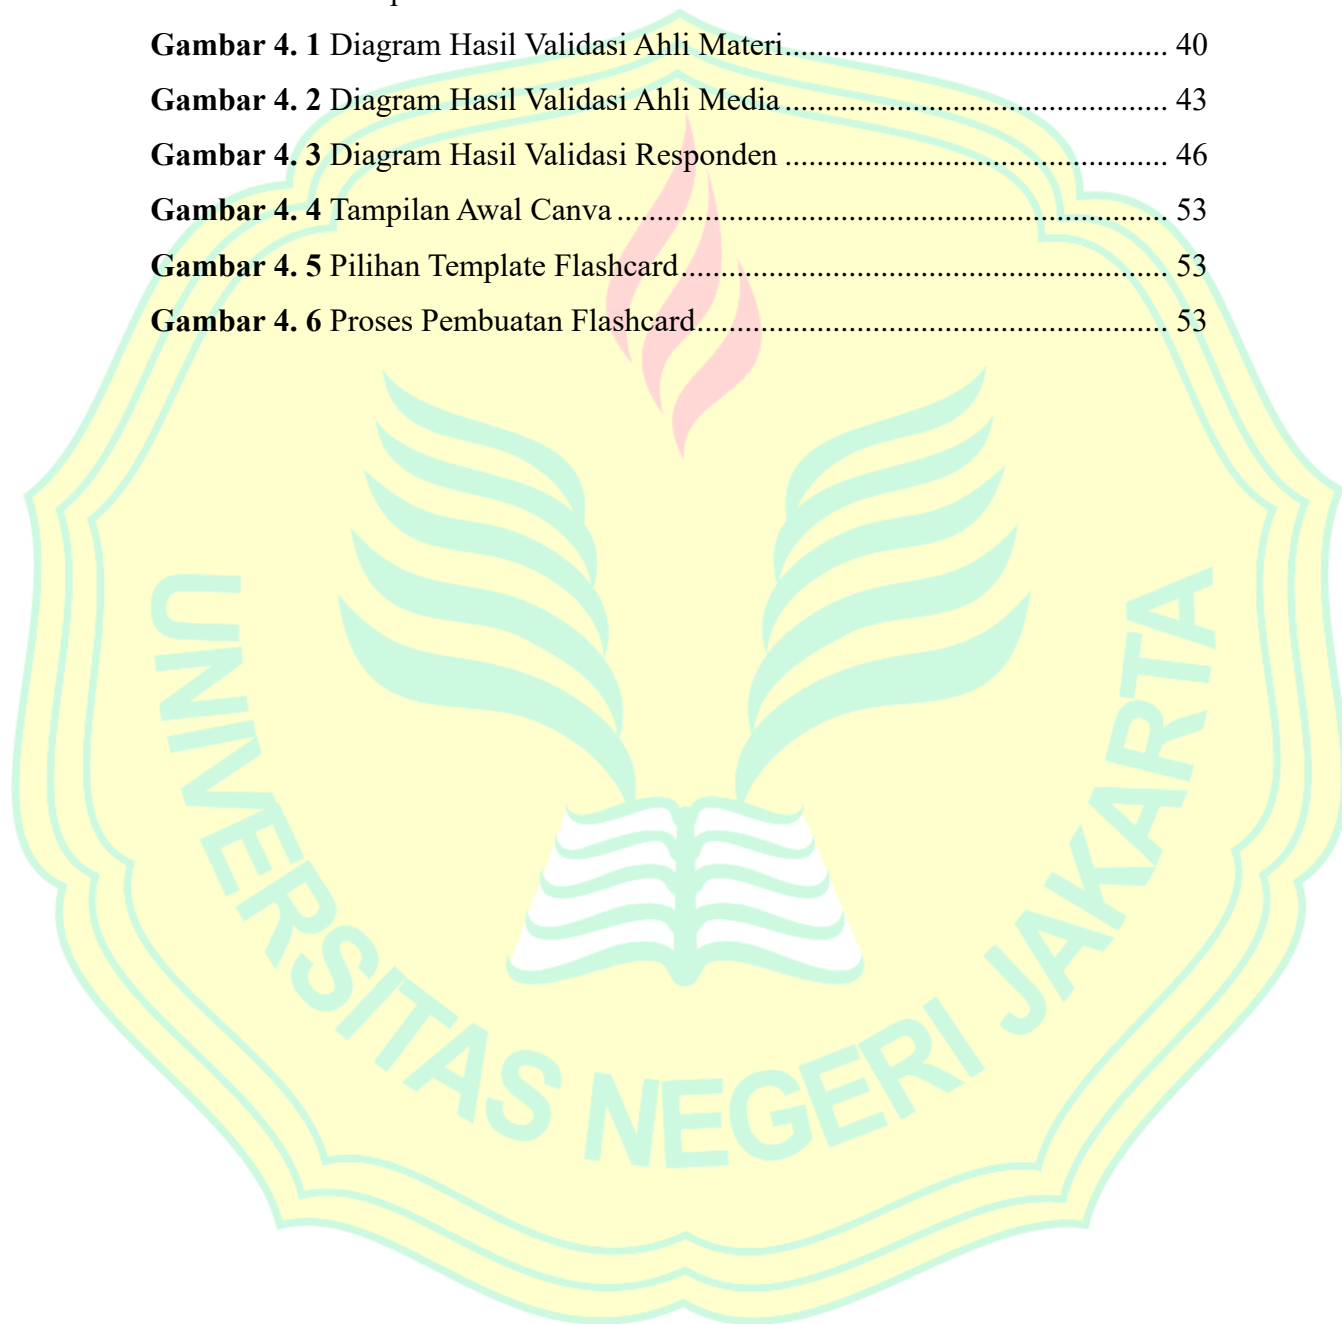 Gambar 4. 1 Diagram Hasil Validasi Ahli Materi............................................... 40
Gambar 4. 2 Diagram Hasil Validasi Ahli Media............................................... 43
Gambar 4. 3 Diagram Hasil Validasi Responden............................................... 46
Gambar 4. 4 Tampilan Awal Canva.................................................................... 53
Gambar 4. 5 Pilihan Template Flashcard............................................................ 53
Gambar 4. 6 Proses Pembuatan Flashcard.......................................................... 53
UNIVERSITAS NEGERI JAKARTA